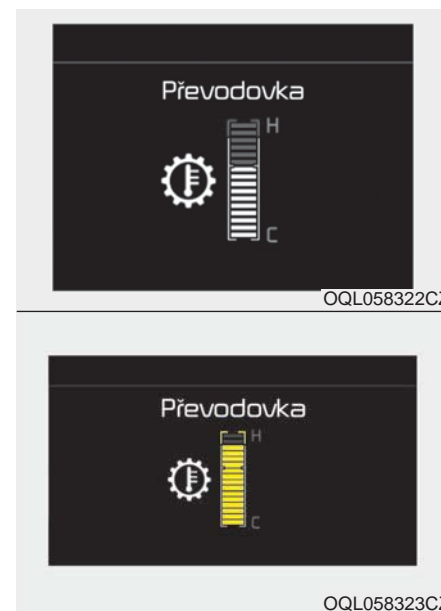 Převodovka
H
C
OQL058322CZ
Převodovka
H
C
OQL058323CZ